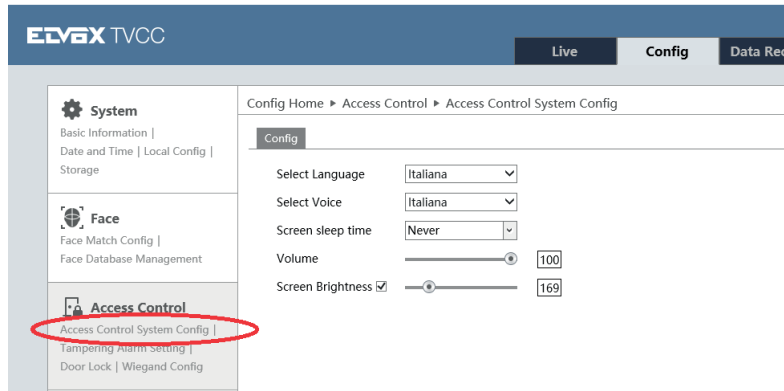 ELVOX TVCC
Live
Config
Data Rec
System
Basic Information |
Date and Time | Local Config |
Storage
Face
Face Match Config |
Face Database Management
Access Control
Access Control System Config |
Tampering Alarm Setting |
Door Lock | Wiegand Config
Config Home ▸ Access Control ▸ Access Control System Config
Config
Select Language Italiana
Select Voice Italiana
Screen sleep time Never
Volume 100
Screen Brightness 169